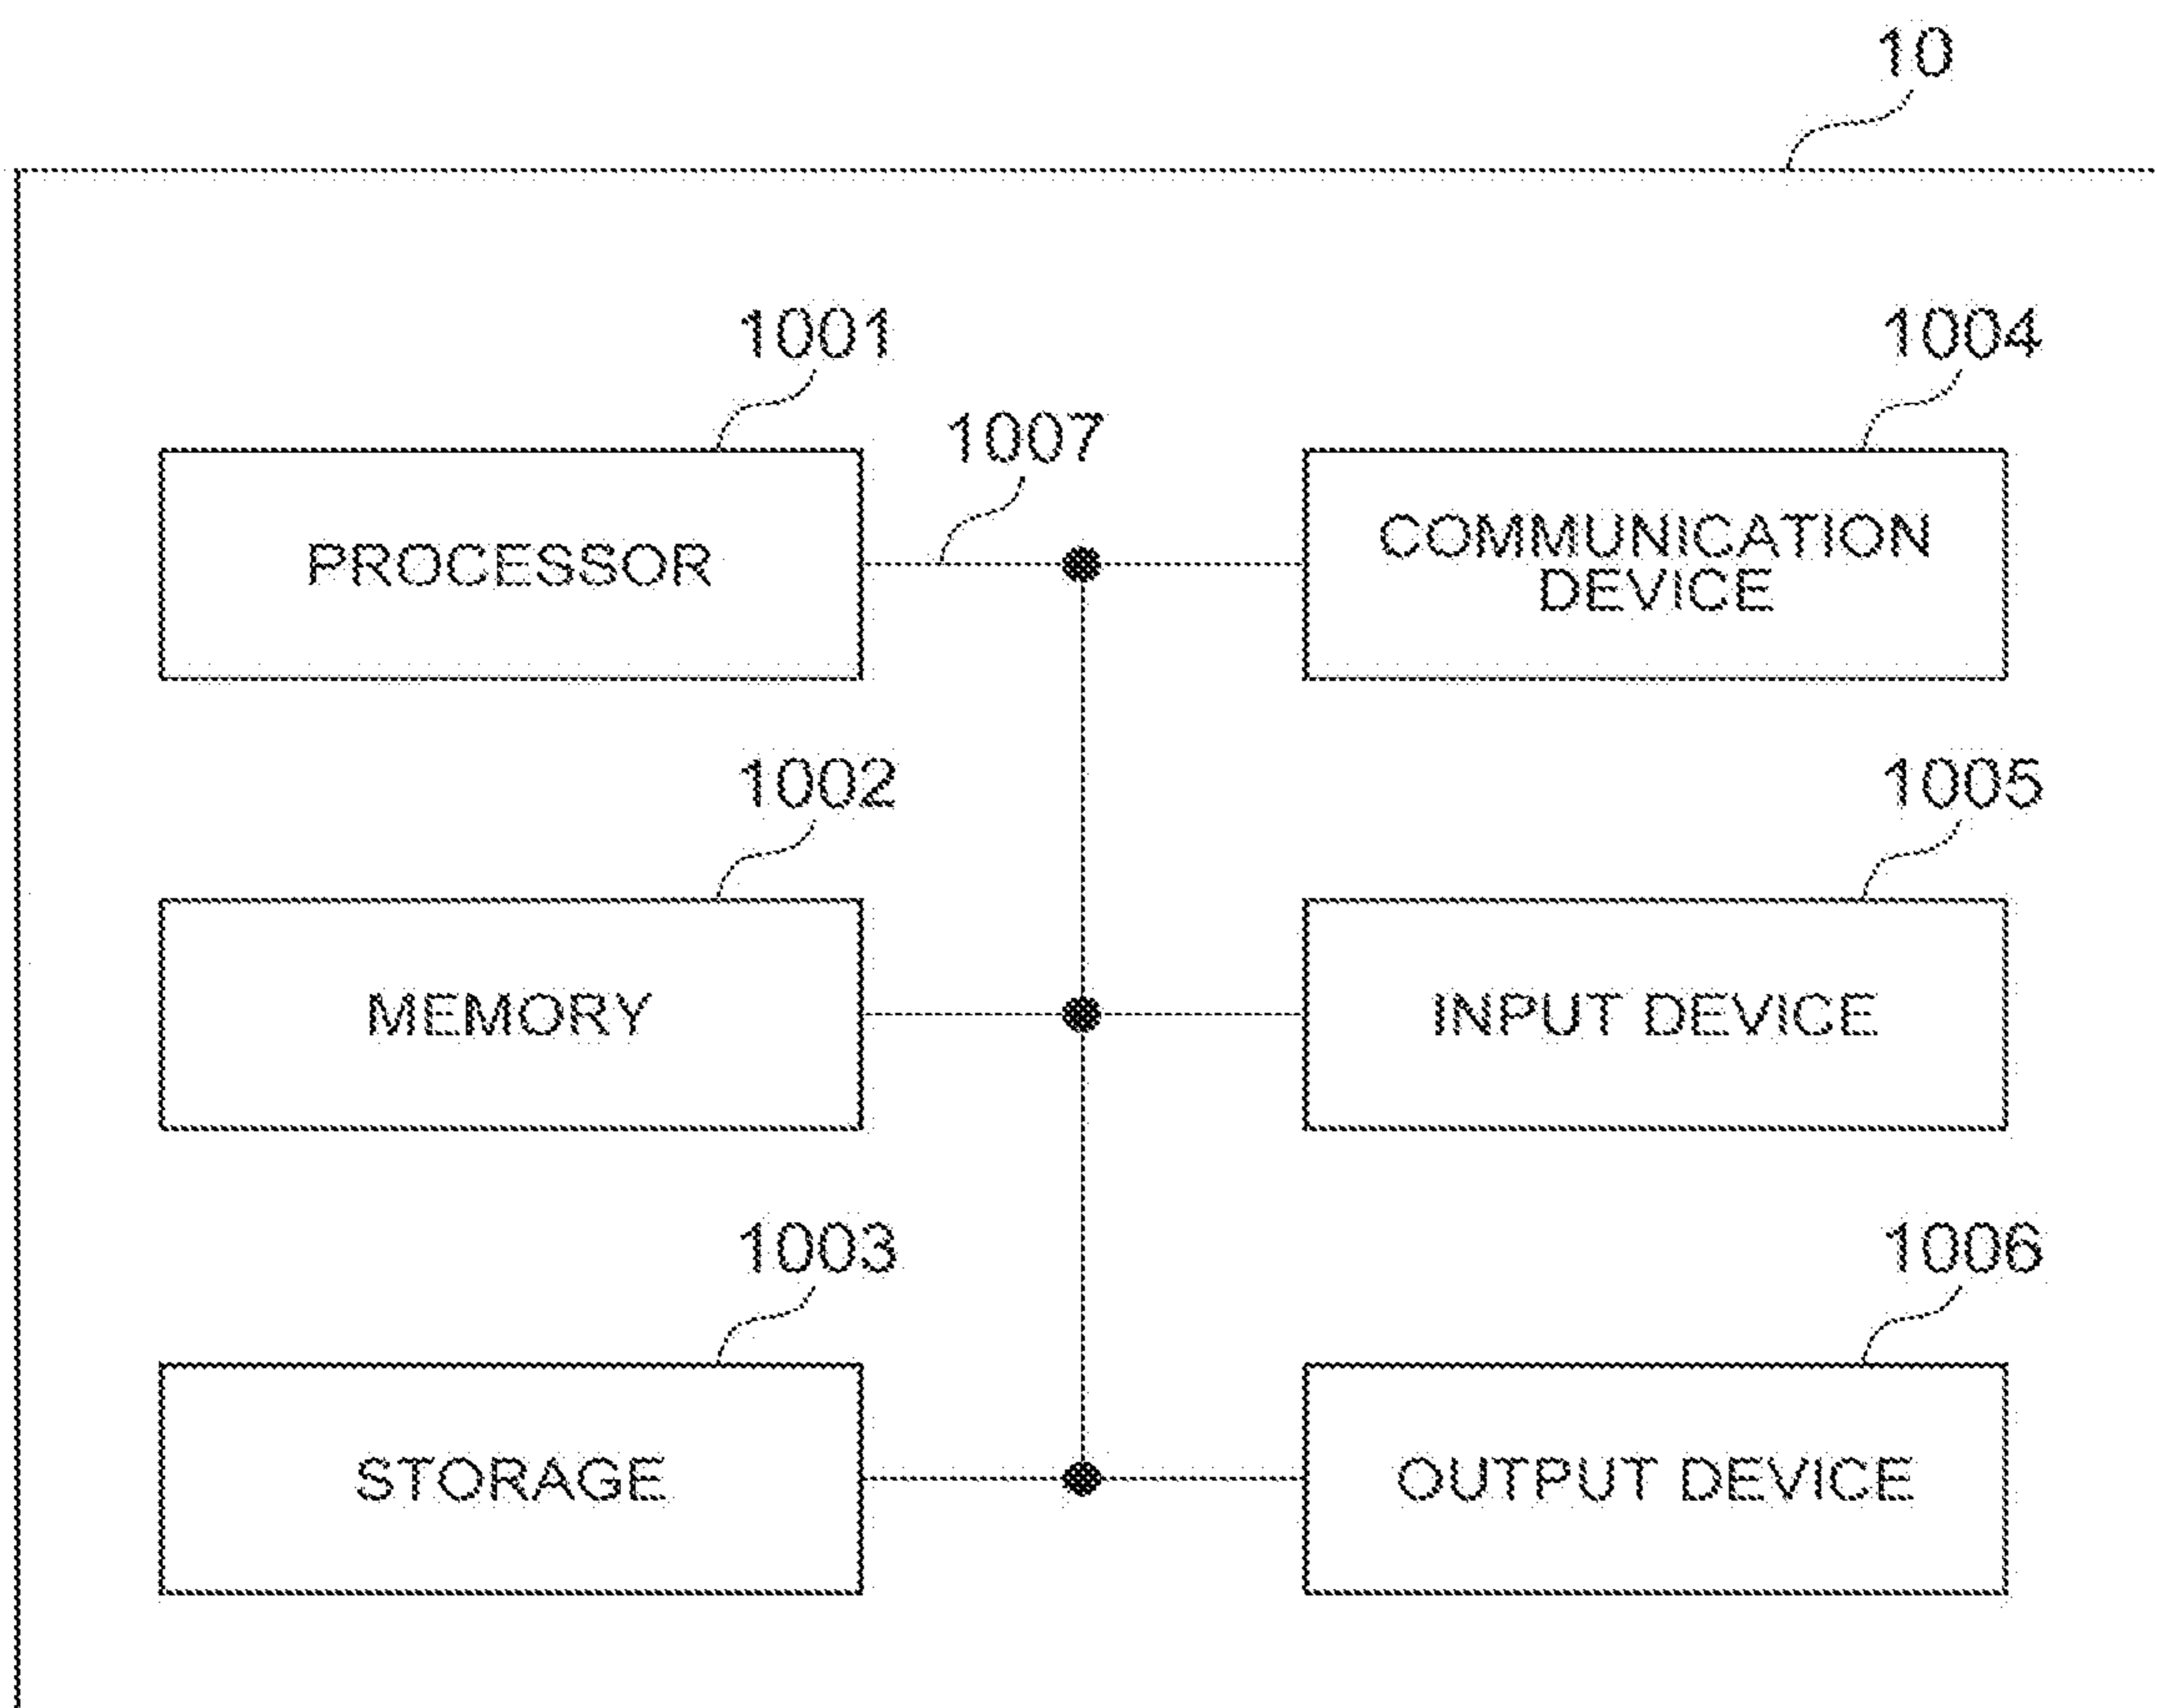 10
1001
1004
1007
PROCESSOR
COMMUNICATION
DEVICE
1002
1005
MEMORY
INPUT DEVICE
1003
1006
STORAGE
OUTPUT DEVICE